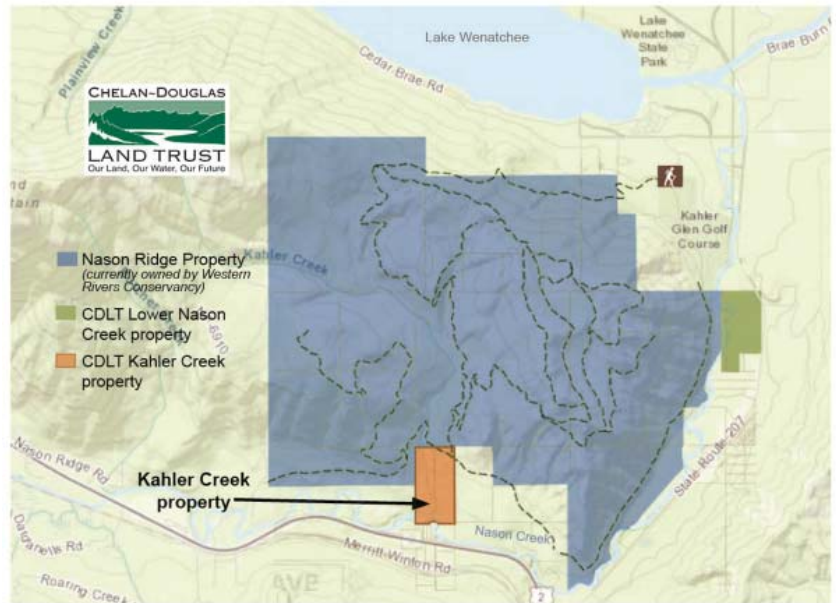 Plainview Creek
Lake Wenatchee
Cedar Brae Rd
Lake
Wenatchee
State
Park
Brae Burn
CHELAN-DOUGLAS
LAND TRUST
Our Land, Our Water, Our Future
Kahler
Glen Golf
Course
Kahler Creek
Nason Ridge Property
(currently owned by Western
Rivers Conservancy)
CDLT Lower Nason
Creek property
CDLT Kahler Creek
property
6910
Nason Ridge Rd
State Route 207
Kahler Creek
property
Nason Creek
Merritt-Winton Rd
Dardanells Rd
Roaring Creek
2